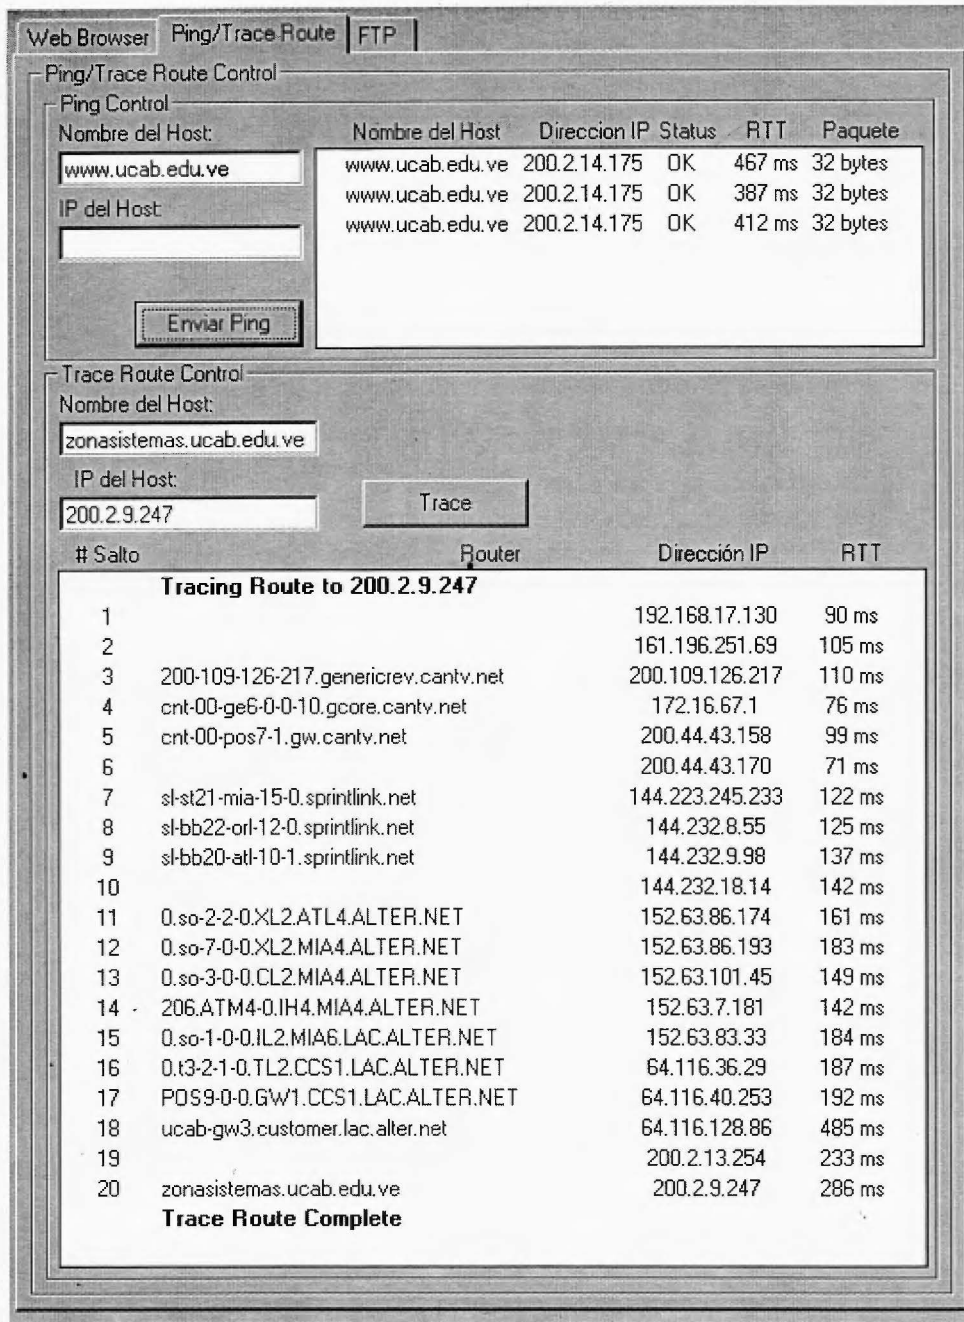 Web Browser Ping/Trace Route FTP
Ping/Trace Route Control
Ping Control
Nombre del Host:
www.ucab.edu.ve
IP del Host:
Enviar Ping
Nombre del Host Direccion IP Status RTT Paquete
www.ucab.edu.ve 200.2.14.175 OK 467 ms 32 bytes
www.ucab.edu.ve 200.2.14.175 OK 387 ms 32 bytes
www.ucab.edu.ve 200.2.14.175 OK 412 ms 32 bytes
Trace Route Control
Nombre del Host:
zonasistemas.ucab.edu.ve
IP del Host:
200.2.9.247
Trace
# Salto Router Dirección IP RTT
Tracing Route to 200.2.9.247
1 192.168.17.130 90 ms
2 161.196.251.69 105 ms
3 200-109-126-217.genericrev.cantv.net 200.109.126.217 110 ms
4 cnt-00-ge6-0-0-10.gcore.cantv.net 172.16.67.1 76 ms
5 cnt-00-pos7-1.gw.cantv.net 200.44.43.158 99 ms
6 200.44.43.170 71 ms
7 sl-st21-mia-15-0.sprintlink.net 144.223.245.233 122 ms
8 sl-bb22-orl-12-0.sprintlink.net 144.232.8.55 125 ms
9 sl-bb20-atl-10-1.sprintlink.net 144.232.9.98 137 ms
10 144.232.18.14 142 ms
11 0.so-2-2-0.XL2.ATL4.ALTER.NET 152.63.86.174 161 ms
12 0.so-7-0-0.XL2.MIA4.ALTER.NET 152.63.86.193 183 ms
13 0.so-3-0-0.CL2.MIA4.ALTER.NET 152.63.101.45 149 ms
14 206.ATM4-0.IH4.MIA4.ALTER.NET 152.63.7.181 142 ms
15 0.so-1-0-0.IL2.MIA6.LAC.ALTER.NET 152.63.83.33 184 ms
16 0.t3-2-1-0.TL2.CCS1.LAC.ALTER.NET 64.116.36.29 187 ms
17 POS9-0-0.GW1.CCS1.LAC.ALTER.NET 64.116.40.253 192 ms
18 ucab-gw3.customer.lac.alter.net 64.116.128.86 485 ms
19 200.2.13.254 233 ms
20 zonasistemas.ucab.edu.ve 200.2.9.247 286 ms
Trace Route Complete